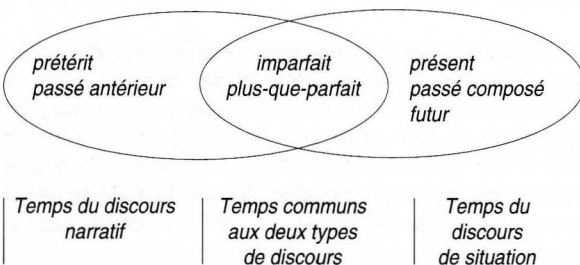 prétérit
passé antérieur
imparfait
plus-que-parfait
présent
passé composé
futur
Temps du discours
narratif
Temps communs
aux deux types
de discours
Temps du
discours
de situation